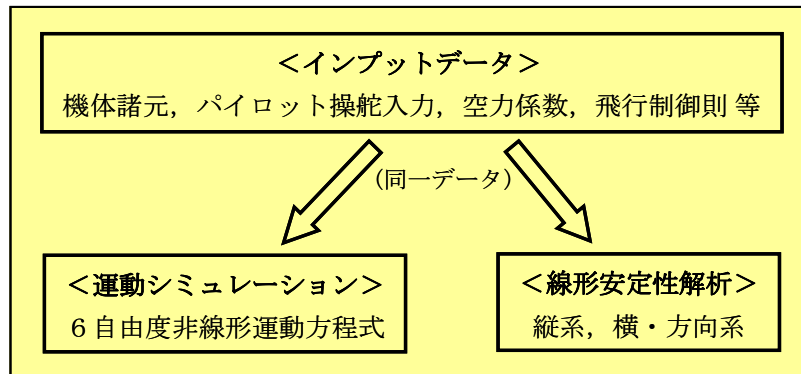 ＜インプットデータ＞
機体諸元，パイロット操舵入力，空力係数，飛行制御則 等
（同一データ）
＜運動シミュレーション＞
６自由度非線形運動方程式
＜線形安定性解析＞
縦系，横・方向系